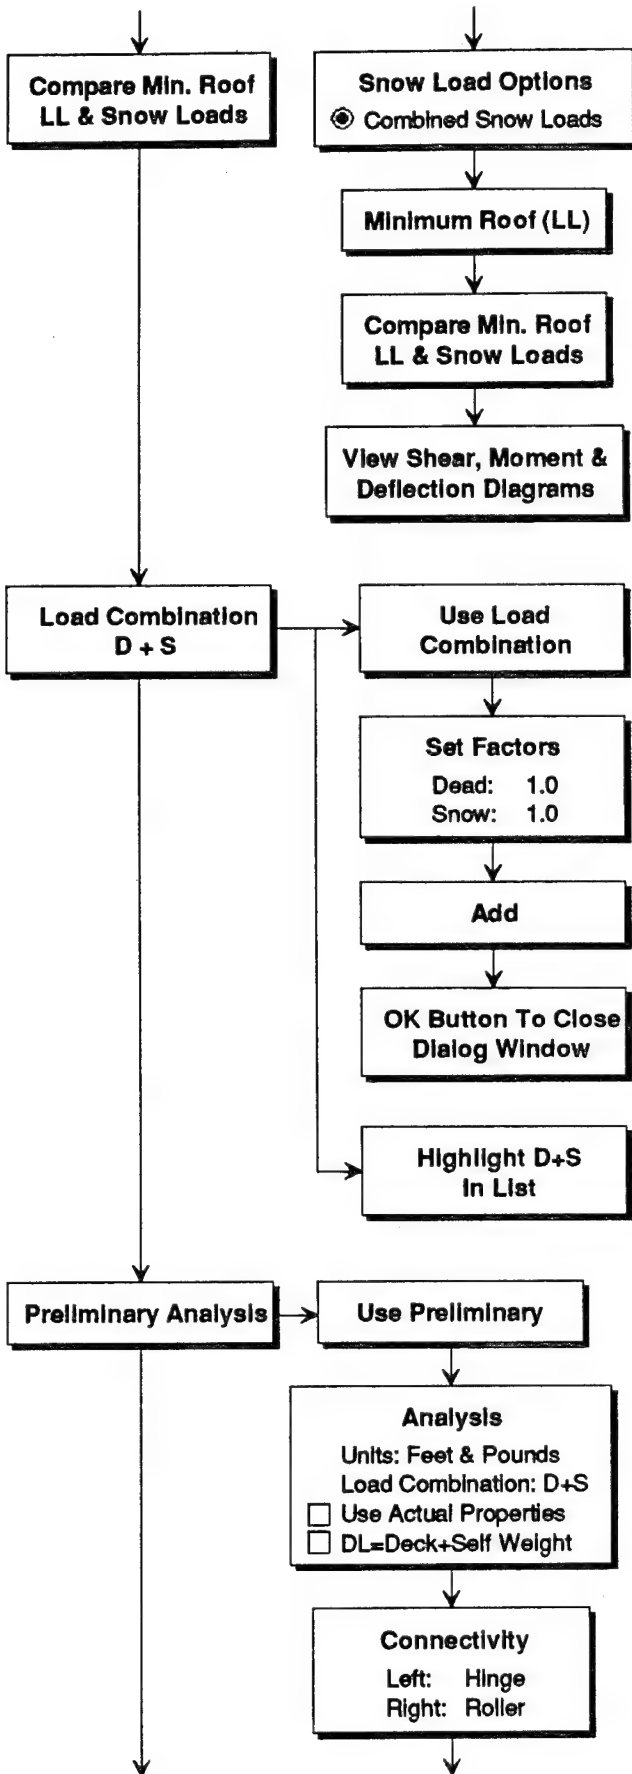 Compare Min. Roof
LL & Snow Loads
Snow Load Options
Combined Snow Loads
Minimum Roof (LL)
Compare Min. Roof
LL & Snow Loads
View Shear, Moment &
Deflection Diagrams
Load Combination
D + S
Use Load
Combination
Set Factors
Dead: 1.0
Snow: 1.0
Add
OK Button To Close
Dialog Window
Highlight D+S
In List
Preliminary Analysis
Use Preliminary
Analysis
Units: Feet & Pounds
Load Combination: D+S
Use Actual Properties
DL=Deck+Self Weight
Connectivity
Left: Hinge
Right: Roller